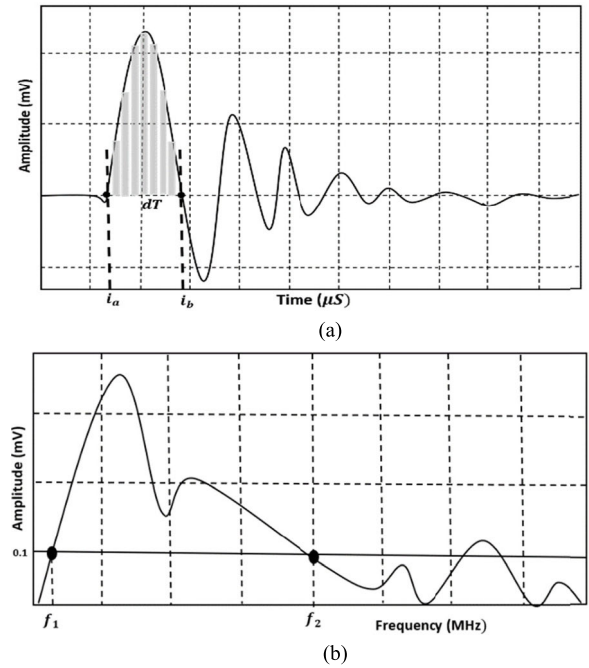 Amplitude (mV)
dT
i_a
i_b
Time (μS)
(a)
Amplitude (mV)
0.1
f_1
f_2
Frequency (MHz)
(b)